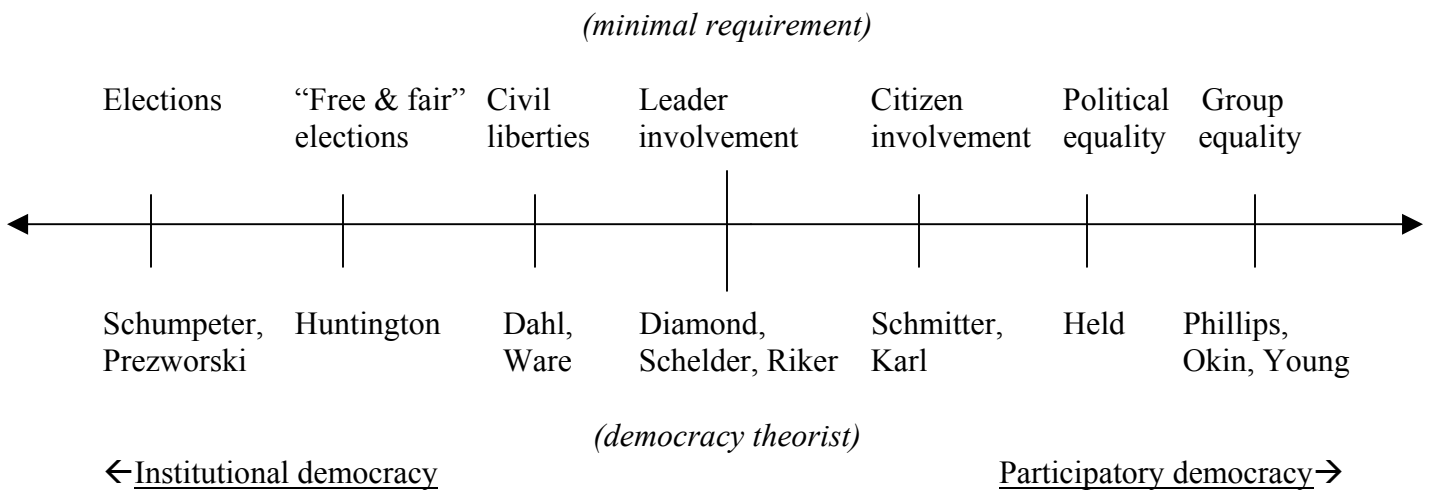 (minimal requirement)
Elections “Free & fair” Civil Leader Citizen Political Group
elections liberties involvement involvement equality equality
Schumpeter, Huntington Dahl, Diamond, Schmitter, Held Phillips,
Prezworski Ware Schelder, Riker Karl Okin, Young
(democracy theorist)
←Institutional democracy Participatory democracy→